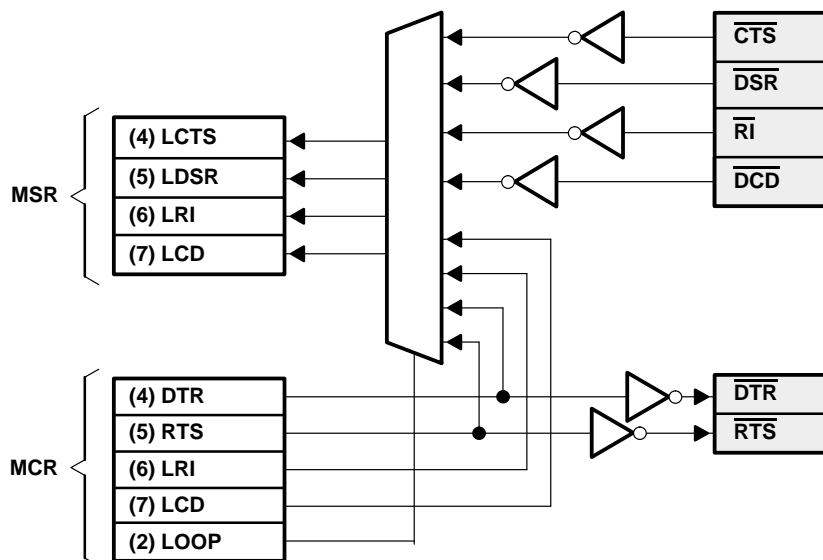 CTS
DSR
RI
DCD
MSR
(4) LCTS
(5) LDSR
(6) LRI
(7) LCD
MCR
(4) DTR
(5) RTS
(6) LRI
(7) LCD
(2) LOOP
DTR
RTS